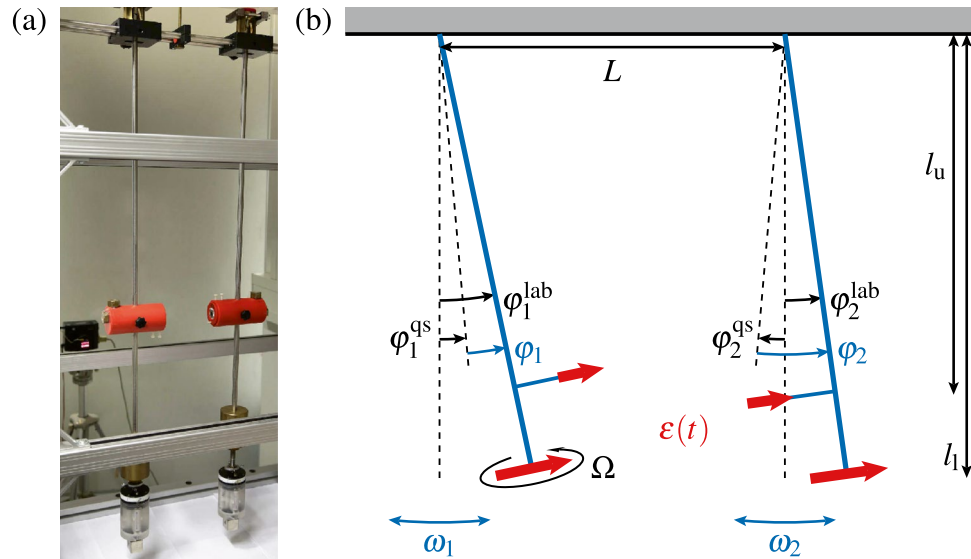 (a)
(b)
L
l_u
φ_1^lab
φ_2^lab
φ_1^qs
φ_1
φ_2^qs
φ_2
ε(t)
Ω
l_l
ω_1
ω_2